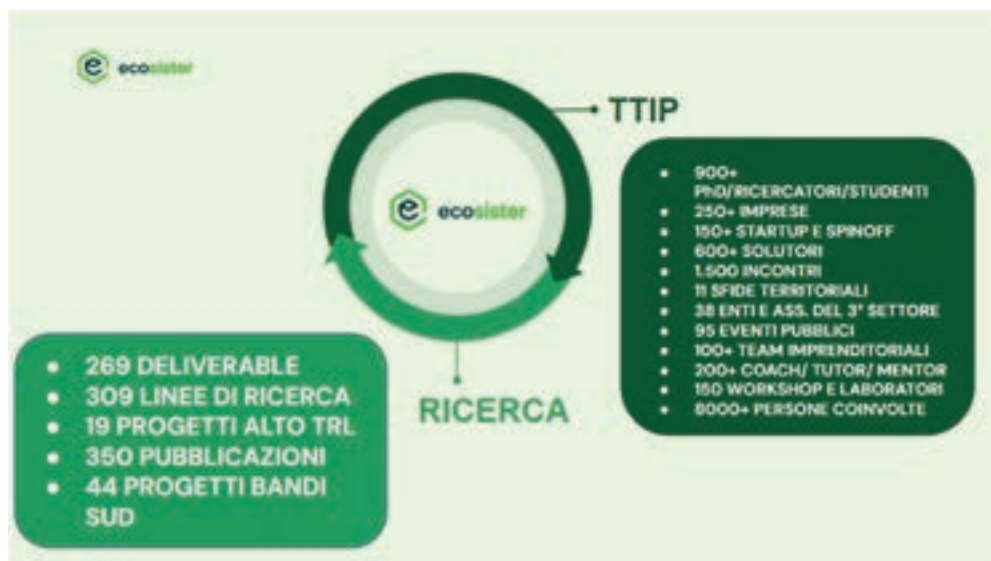 ecosister
TTIP
ecosister
900+
PhD/RICERCATORI/STUDENTI
250+ IMPRESE
150+ STARTUP E SPINOFF
600+ SOLUTORI
1.500 INCONTRI
11 SFIDE TERRITORIALI
38 ENTI E ASS. DEL 3° SETTORE
95 EVENTI PUBBLICI
100+ TEAM IMPRENDITORIALI
200+ COACH/ TUTOR/ MENTOR
150 WORKSHOP E LABORATORI
8000+ PERSONE COINVOLTE
RICERCA
269 DELIVERABLE
309 LINEE DI RICERCA
19 PROGETTI ALTO TRL
350 PUBBLICAZIONI
44 PROGETTI BANDI
SUD